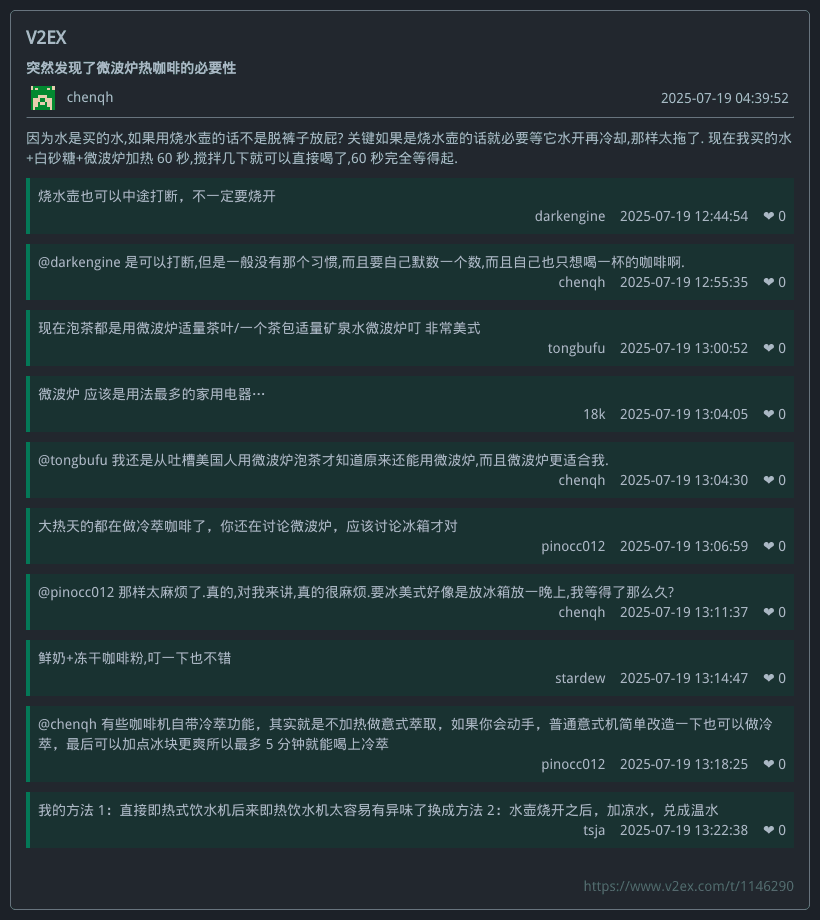 V2EX
突然发现了微波炉热咖啡的必要性
chenqh 2025-07-19 04:39:52
因为水是买的水,如果用烧水壶的话不是脱裤子放屁? 关键如果是烧水壶的话就必要等它水开再冷却,那样太拖了. 现在我买的水
+白砂糖+微波炉加热 60 秒,搅拌几下就可以直接喝了,60 秒完全等得起.
烧水壶也可以中途打断，不一定要烧开
darkengine 2025-07-19 12:44:54 ❤ 0
@darkengine 是可以打断,但是一般没有那个习惯,而且要自己默数一个数,而且自己也只想喝一杯的咖啡啊.
chenqh 2025-07-19 12:55:35 ❤ 0
现在泡茶都是用微波炉适量茶叶/一个茶包适量矿泉水微波炉叮 非常美式
tongbufu 2025-07-19 13:00:52 ❤ 0
微波炉 应该是用法最多的家用电器…
18k 2025-07-19 13:04:05 ❤ 0
@tongbufu 我还是从吐槽美国人用微波炉泡茶才知道原来还能用微波炉,而且微波炉更适合我.
chenqh 2025-07-19 13:04:30 ❤ 0
大热天的都在做冷萃咖啡了，你还在讨论微波炉，应该讨论冰箱才对
pinocc012 2025-07-19 13:06:59 ❤ 0
@pinocc012 那样太麻烦了.真的,对我来讲,真的很麻烦.要冰美式好像是放冰箱放一晚上,我等得了那么久?
chenqh 2025-07-19 13:11:37 ❤ 0
鲜奶+冻干咖啡粉,叮一下也不错
stardew 2025-07-19 13:14:47 ❤ 0
@chenqh 有些咖啡机自带冷萃功能，其实就是不加热做意式萃取，如果你会动手，普通意式机简单改造一下也可以做冷
萃，最后可以加点冰块更爽所以最多 5 分钟就能喝上冷萃
pinocc012 2025-07-19 13:18:25 ❤ 0
我的方法 1：直接即热式饮水机后来即热饮水机太容易有异味了换成方法 2：水壶烧开之后，加凉水，兑成温水
tsja 2025-07-19 13:22:38 ❤ 0
https://www.v2ex.com/t/1146290